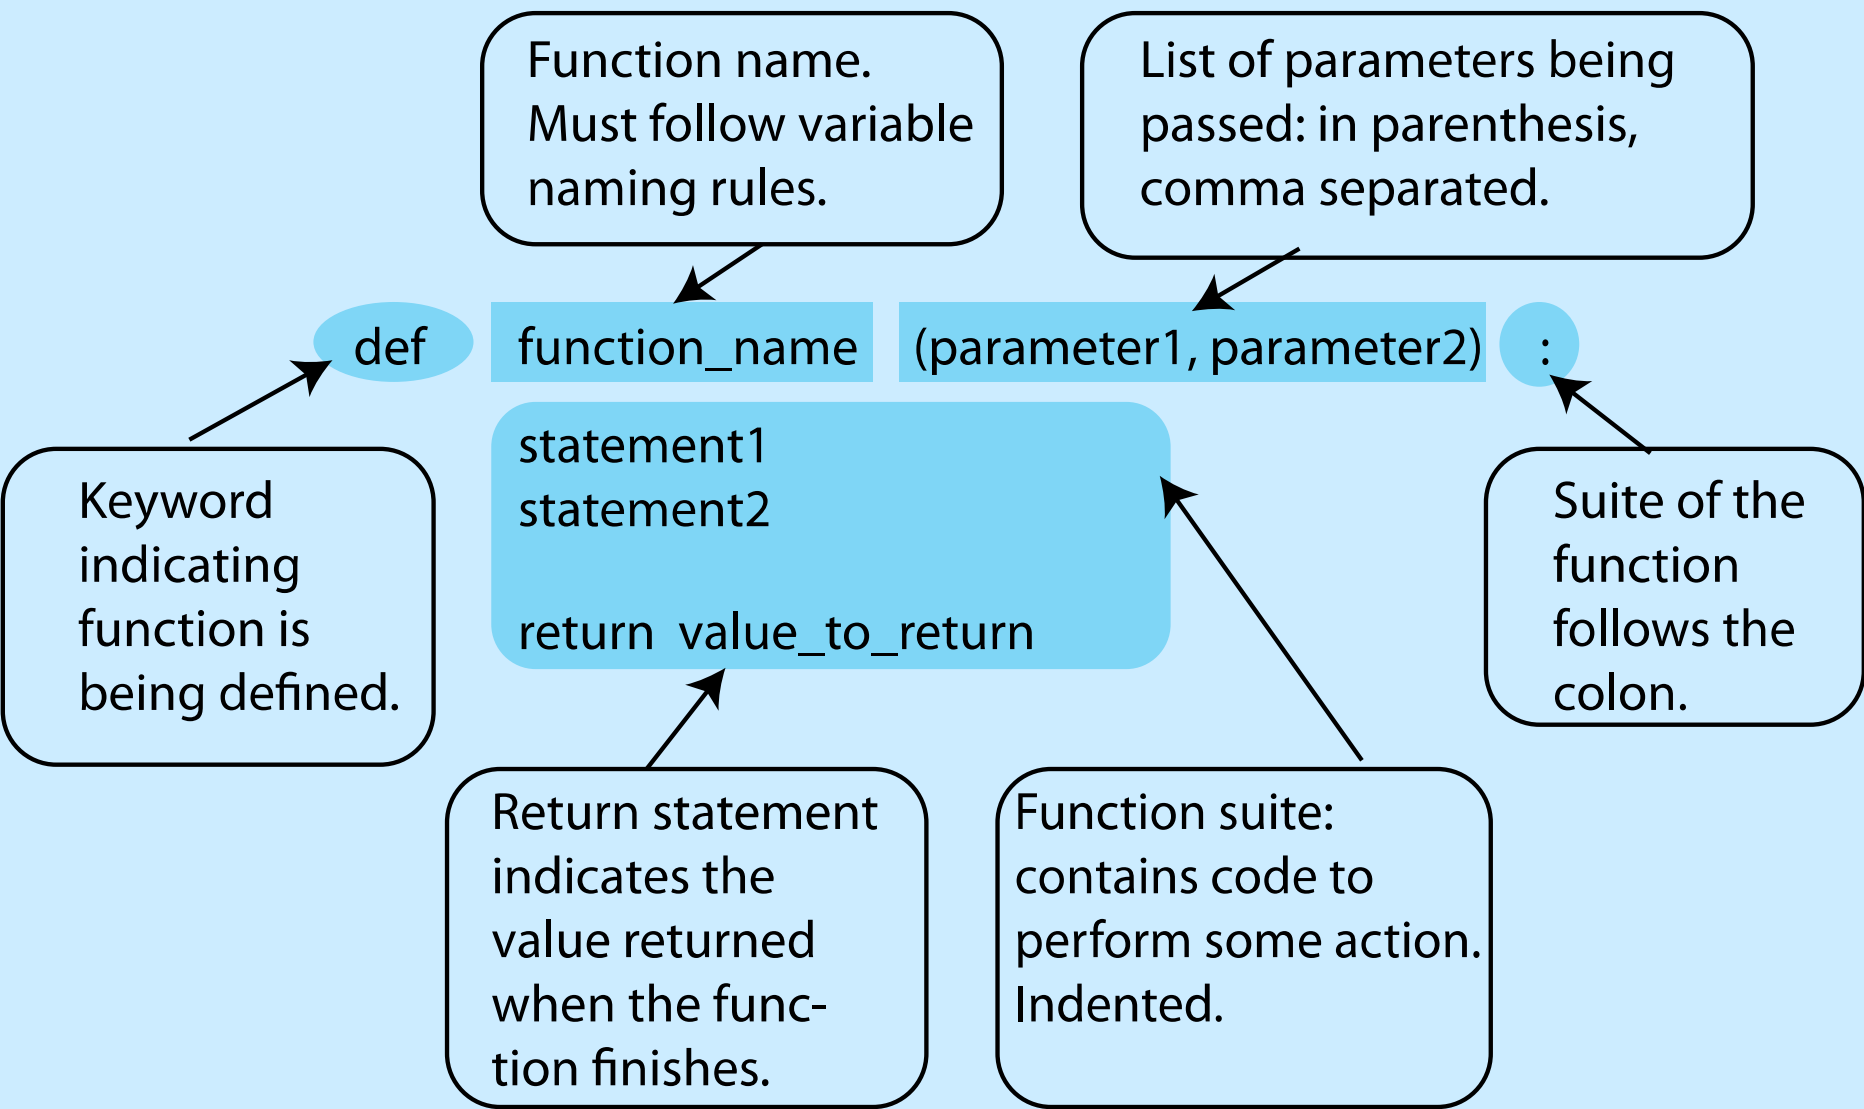 Function name.
Must follow variable
naming rules.
List of parameters being
passed: in parenthesis,
comma separated.
def function_name (parameter1, parameter2) :
statement1
statement2
return value_to_return
Keyword
indicating
function is
being defined.
Suite of the
function
follows the
colon.
Return statement
indicates the
value returned
when the func-
tion finishes.
Function suite:
contains code to
perform some action.
Indented.